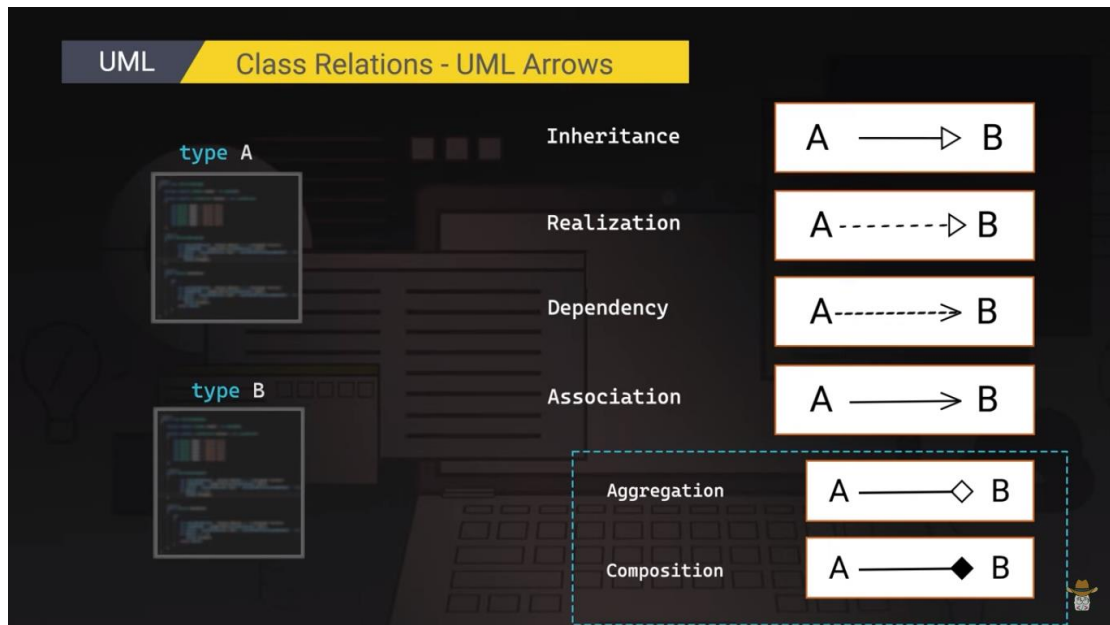 UML Class Relations - UML Arrows
type A
type B
Inheritance
A B
Realization
A B
Dependency
A B
Association
A B
Aggregation
A B
Composition
A B